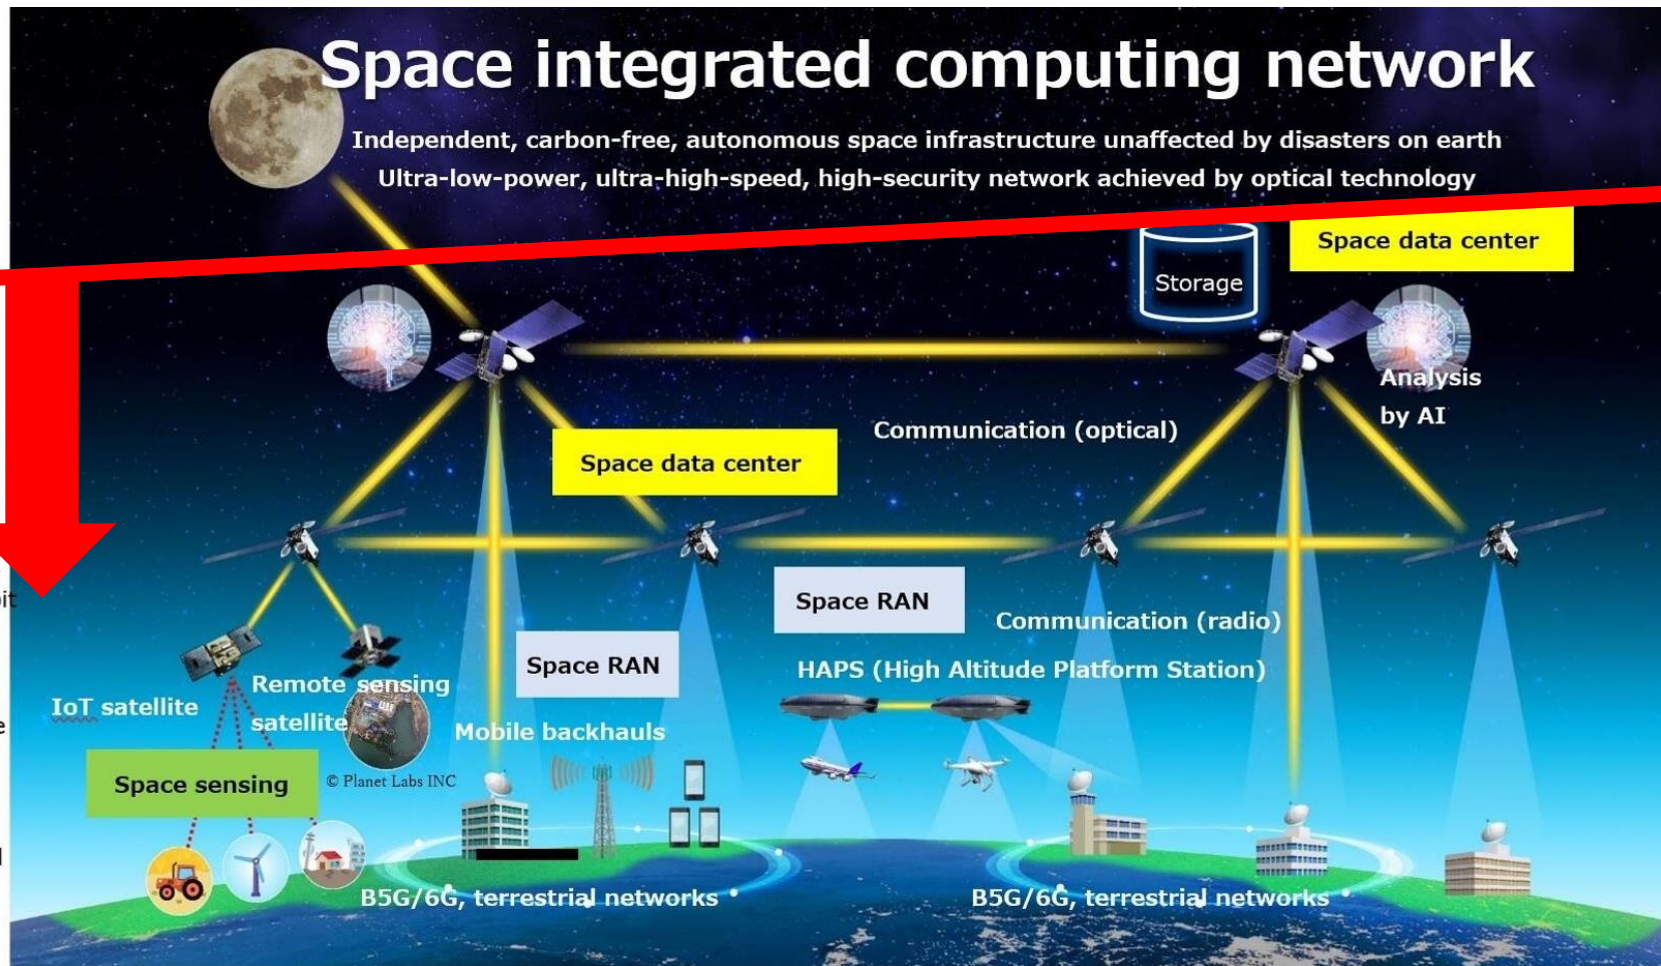 Space integrated computing network
Independent, carbon-free, autonomous space infrastructure unaffected by disasters on earth
Ultra-low-power, ultra-high-speed, high-security network achieved by optical technology
Space data center
Storage
Analysis
by AI
Communication (optical)
Space data center
Space RAN
Communication (radio)
Space RAN
HAPS (High Altitude Platform Station)
Remote sensing
satellite
IoT satellite
Mobile backhauls
Space sensing
© Planet Labs INC
B5G/6G, terrestrial networks
B5G/6G, terrestrial networks